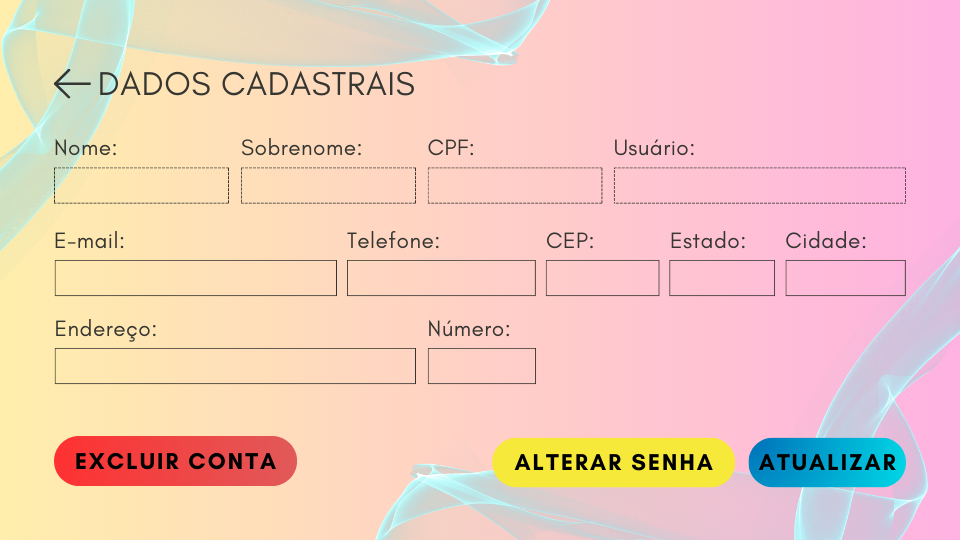 DADOS CADASTRAIS
Nome: Sobrenome: CPF: Usuário:
E-mail: Telefone: CEP: Estado: Cidade:
Endereço: Número:
EXCLUIR CONTA ALTERAR SENHA ATUALIZAR